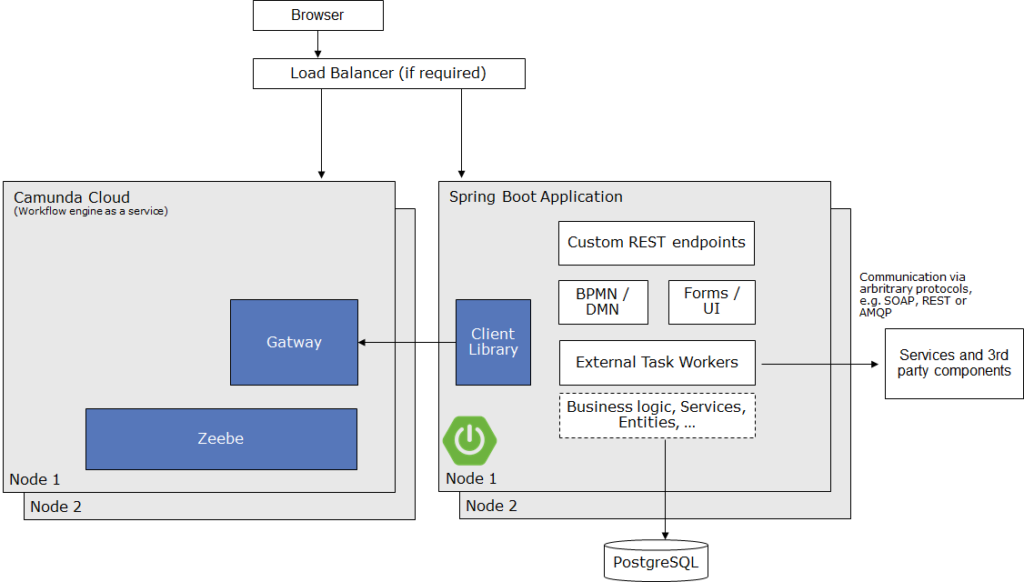 Browser
Load Balancer (if required)
Camunda Cloud
(Workflow engine as a service)
Gatway
Zeebe
Node 1
Node 2
Spring Boot Application
Custom REST endpoints
BPMN /
DMN
Forms /
UI
Client
Library
External Task Workers
Business logic, Services,
Entities, ...
Node 1
Node 2
Communication via
arbritrary protocols,
e.g. SOAP, REST or
AMQP
Services and 3rd
party components
PostgreSQL